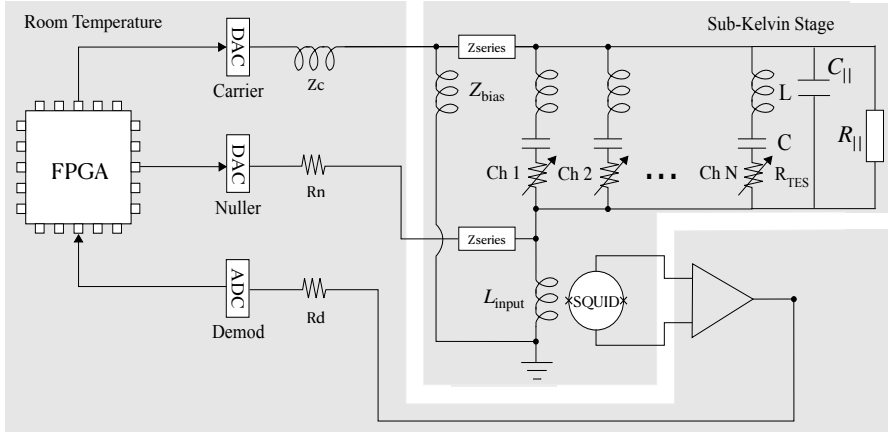 Room Temperature
Sub-Kelvin Stage
DAC
Carrier
Zc
Zseries
Zbias
L
C||
C
R||
FPGA
DAC
Nuller
Rn
Ch 1
Ch 2
...
Ch N
RTES
Zseries
ADC
Demod
Rd
Linput
SQUID